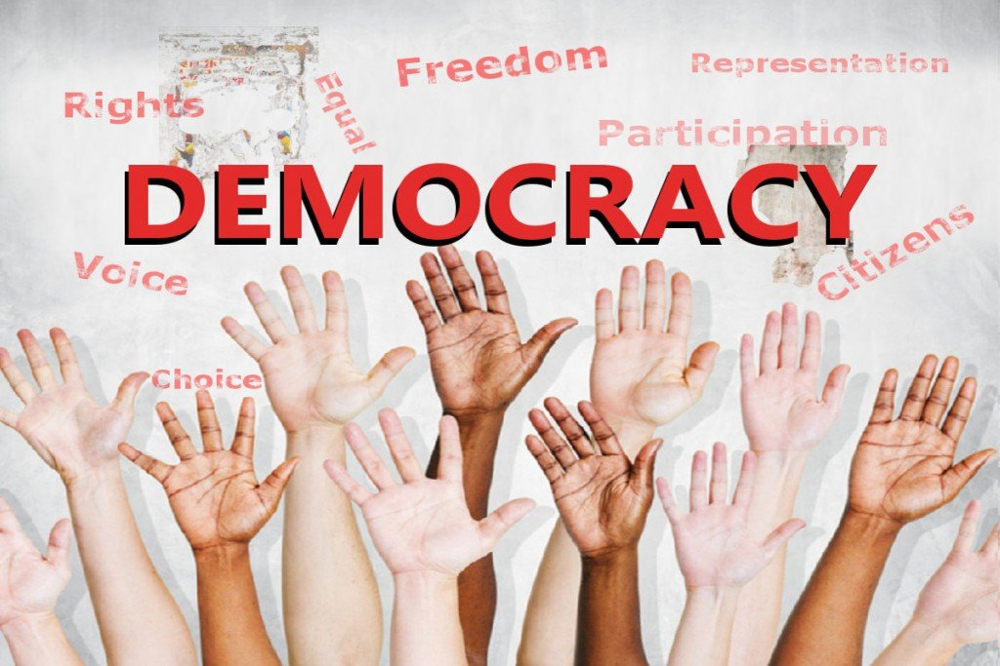 Freedom
Representation
Rights
Equal
Participation
DEMOCRACY
Citizens
Voice
Choice